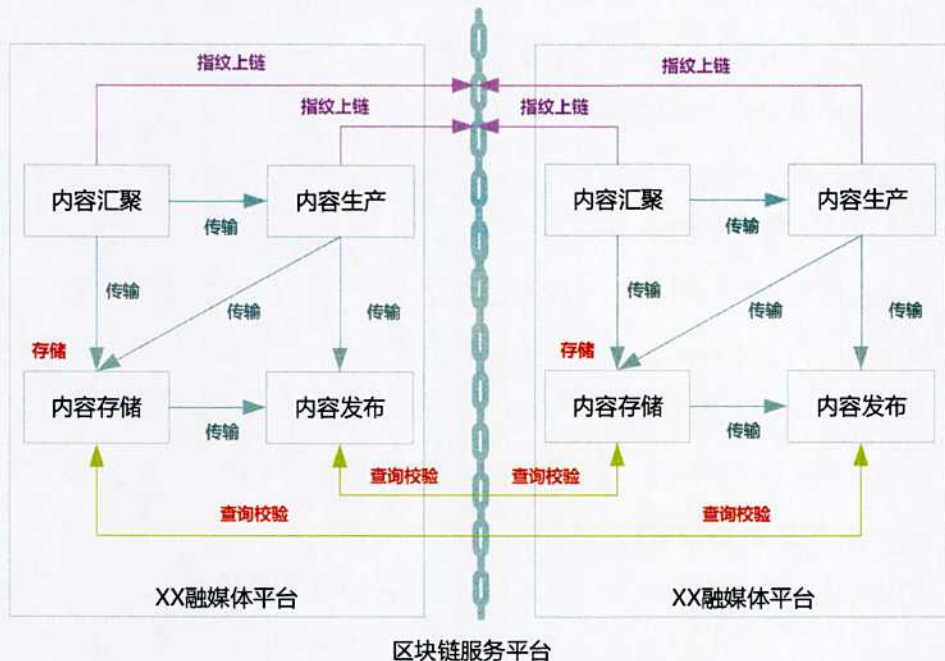 指纹上链
指纹上链
指纹上链
指纹上链
内容汇聚
内容生产
内容汇聚
内容生产
传输
传输
传输
传输
传输
传输
传输
传输
存储
存储
内容存储
内容发布
内容存储
内容发布
传输
传输
查询校验
查询校验
查询校验
查询校验
XX融媒体平台
XX融媒体平台
区块链服务平台